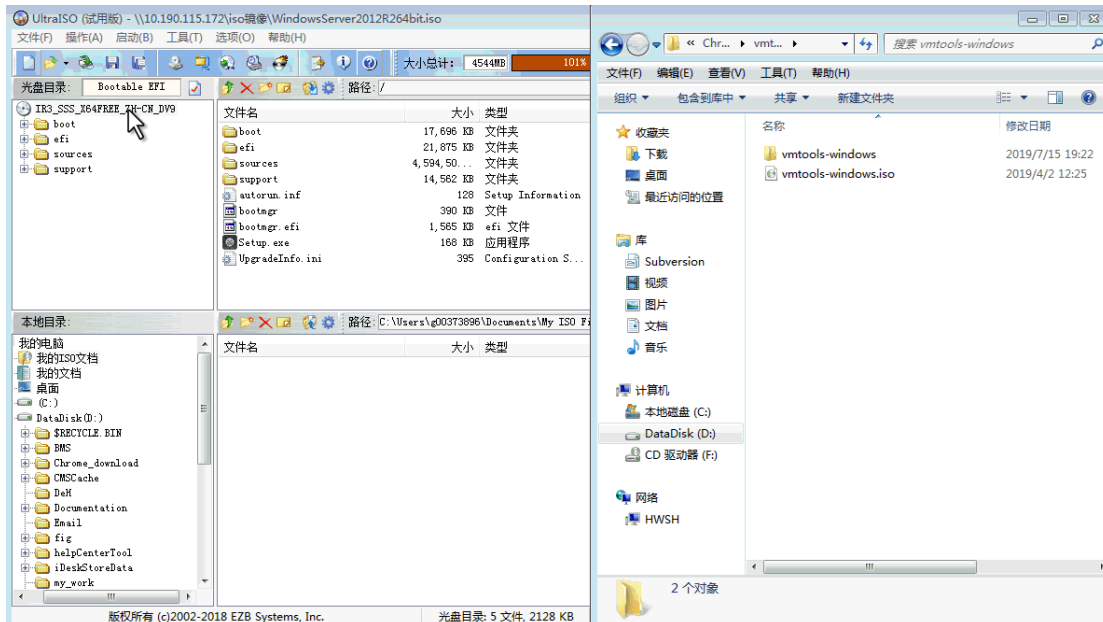 UltraISO (试用版) - \\10.190.115.172\iso镜像\WindowsServer2012R264bit.iso
文件(F) 操作(A) 启动(B) 工具(T) 选项(O) 帮助(H)
大小总计: 4544MB 101%
光盘目录: Bootable EFI 路径: /
IR3_SSS_X64FREE_ZH-CN_DV9
boot
efi
sources
support
文件名 大小 类型
boot 17,696 KB 文件夹
efi 21,875 KB 文件夹
sources 4,594,50... 文件夹
support 14,562 KB 文件夹
autorun.inf 128 Setup Information
bootmgr 390 KB 文件
bootmgr.efi 1,565 KB efi 文件
Setup.exe 168 KB 应用程序
UpgradeInfo.ini 395 Configuration S...
本地目录: 路径: C:\Users\g00373896\Documents\My ISO Fi
我的电脑
我的ISO文档
我的文档
桌面
(C:)
DataDisk(D:)
$RECYCLE.BIN
BMS
Chrome_download
CMSCache
DeH
Documentation
Email
fig
helpCenterTool
iDeskStoreData
my_work
文件名 大小 类型
版权所有 (c)2002-2018 EZB Systems, Inc. 光盘目录: 5 文件, 2128 KB
« Chr... vmt... 搜索 vmtools-windows
文件(F) 编辑(E) 查看(V) 工具(T) 帮助(H)
组织 包含到库中 共享 新建文件夹
收藏夹
下载
桌面
最近访问的位置
库
Subversion
视频
图片
文档
音乐
计算机
本地磁盘 (C:)
DataDisk (D:)
CD 驱动器 (F:)
网络
HWSH
名称 修改日期
vmtools-windows 2019/7/15 19:22
vmtools-windows.iso 2019/4/2 12:25
2 个对象